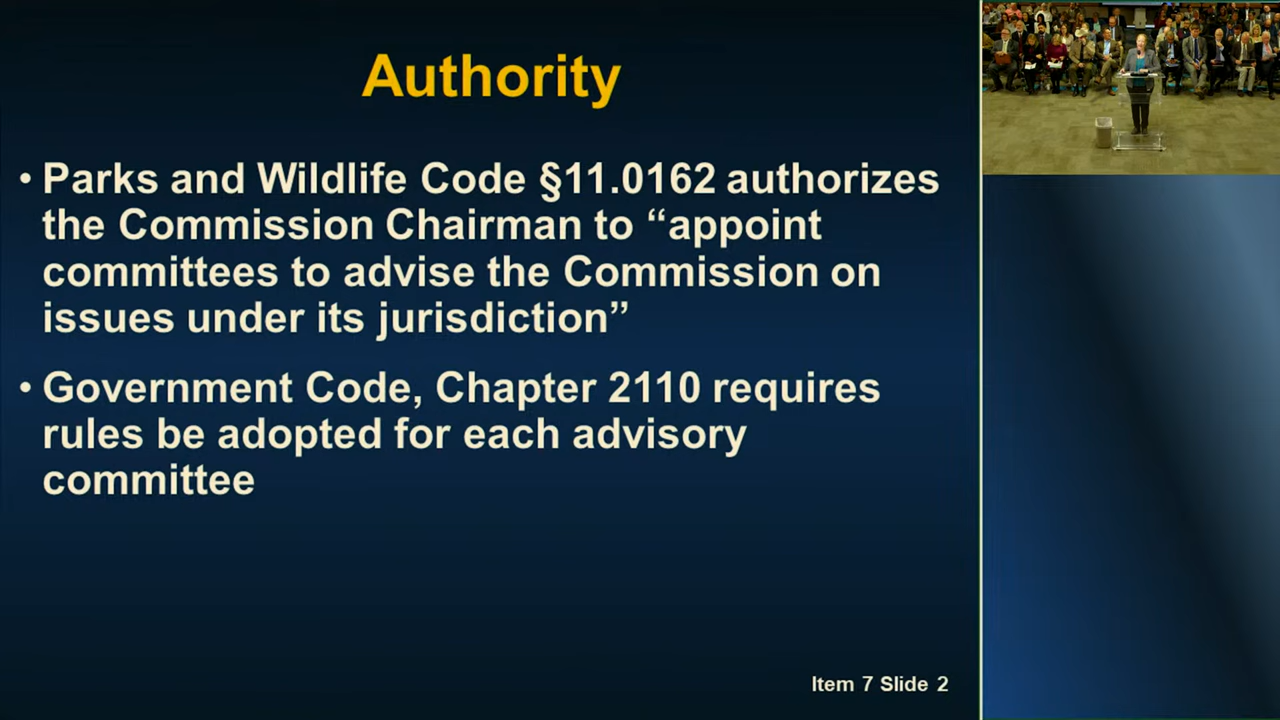 Authority
• Parks and Wildlife Code §11.0162 authorizes
the Commission Chairman to “appoint
committees to advise the Commission on
issues under its jurisdiction”
• Government Code, Chapter 2110 requires
rules be adopted for each advisory
committee
Item 7 Slide 2